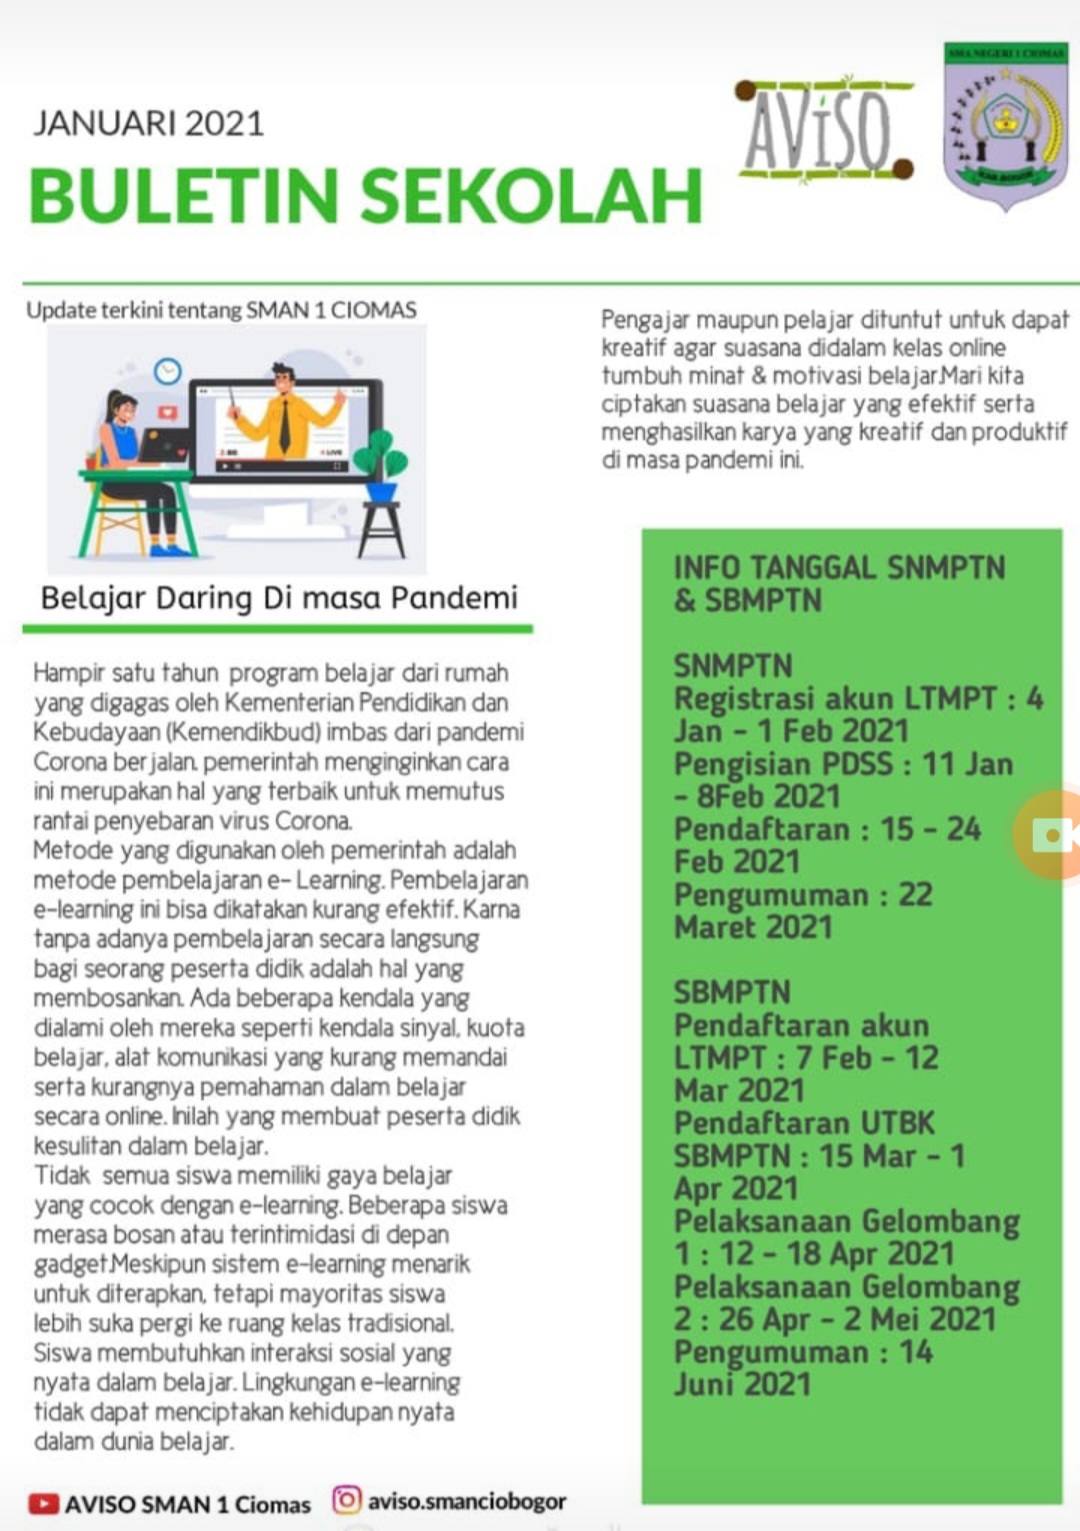 JANUARI 2021
BULETIN SEKOLAH
AViSO
SMA NEGERI 1 CIOMAS
KAB.BOGOR
Update terkini tentang SMAN 1 CIOMAS
LIVE
Belajar Daring Di masa Pandemi
Hampir satu tahun program belajar dari rumah
yang digagas oleh Kementerian Pendidikan dan
Kebudayaan (Kemendikbud) imbas dari pandemi
Corona berjalan. pemerintah menginginkan cara
ini merupakan hal yang terbaik untuk memutus
rantai penyebaran virus Corona.
Metode yang digunakan oleh pemerintah adalah
metode pembelajaran e- Learning. Pembelajaran
e-learning ini bisa dikatakan kurang efektif. Karna
tanpa adanya pembelajaran secara langsung
bagi seorang peserta didik adalah hal yang
membosankan. Ada beberapa kendala yang
dialami oleh mereka seperti kendala sinyal, kuota
belajar, alat komunikasi yang kurang memandai
serta kurangnya pemahaman dalam belajar
secara online. Inilah yang membuat peserta didik
kesulitan dalam belajar.
Tidak semua siswa memiliki gaya belajar
yang cocok dengan e-learning. Beberapa siswa
merasa bosan atau terintimidasi di depan
gadget.Meskipun sistem e-learning menarik
untuk diterapkan, tetapi mayoritas siswa
lebih suka pergi ke ruang kelas tradisional.
Siswa membutuhkan interaksi sosial yang
nyata dalam belajar. Lingkungan e-learning
tidak dapat menciptakan kehidupan nyata
dalam dunia belajar.
Pengajar maupun pelajar dituntut untuk dapat
kreatif agar suasana didalam kelas online
tumbuh minat & motivasi belajar.Mari kita
ciptakan suasana belajar yang efektif serta
menghasilkan karya yang kreatif dan produktif
di masa pandemi ini.
INFO TANGGAL SNMPTN
& SBMPTN
SNMPTN
Registrasi akun LTMPT : 4
Jan - 1 Feb 2021
Pengisian PDSS : 11 Jan
- 8Feb 2021
Pendaftaran : 15 - 24
Feb 2021
Pengumuman : 22
Maret 2021
SBMPTN
Pendaftaran akun
LTMPT : 7 Feb - 12
Mar 2021
Pendaftaran UTBK
SBMPTN : 15 Mar - 1
Apr 2021
Pelaksanaan Gelombang
1 : 12 - 18 Apr 2021
Pelaksanaan Gelombang
2 : 26 Apr - 2 Mei 2021
Pengumuman : 14
Juni 2021
AVISO SMAN 1 Ciomas
aviso.smanciobogor